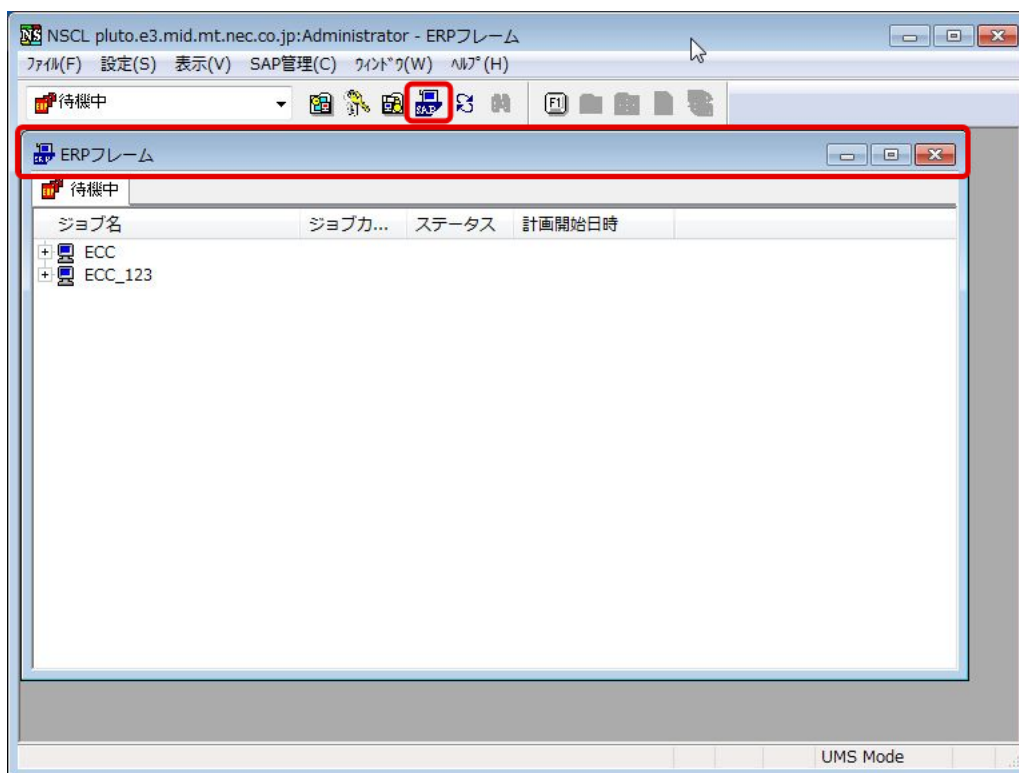 NSCL pluto.e3.mid.mt.nec.co.jp:Administrator - ERPフレーム
ﾌｧｲﾙ(F) 設定(S) 表示(V) SAP管理(C) ｳｨﾝﾄﾞｳ(W) ﾍﾙﾌﾟ(H)
待機中
SAP
F1
ERPフレーム
待機中
ジョブ名 ジョブカ... ステータス 計画開始日時
ECC
ECC_123
UMS Mode